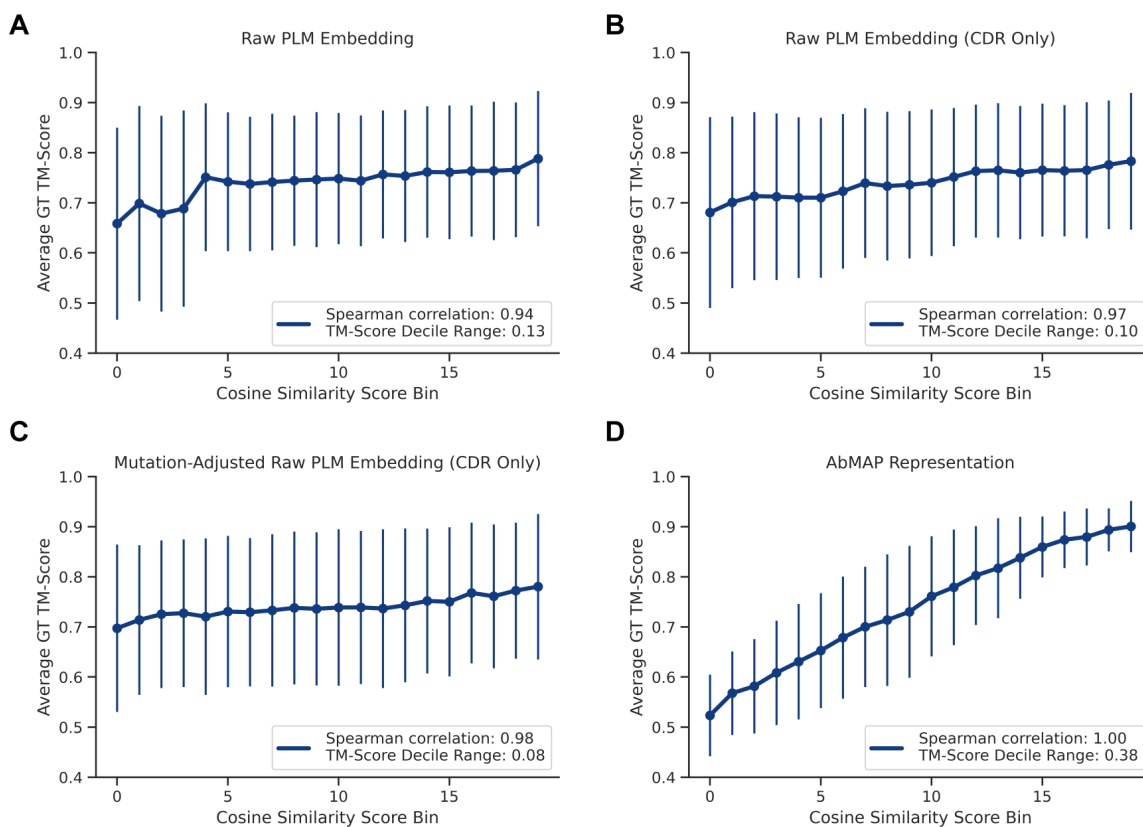 A
Raw PLM Embedding
Average GT TM-Score
1.0
0.9
0.8
0.7
0.6
0.5
0.4
0
5
10
15
Cosine Similarity Score Bin
Spearman correlation: 0.94
TM-Score Decile Range: 0.13
B
Raw PLM Embedding (CDR Only)
Average GT TM-Score
1.0
0.9
0.8
0.7
0.6
0.5
0.4
0
5
10
15
Cosine Similarity Score Bin
Spearman correlation: 0.97
TM-Score Decile Range: 0.10
C
Mutation-Adjusted Raw PLM Embedding (CDR Only)
Average GT TM-Score
1.0
0.9
0.8
0.7
0.6
0.5
0.4
0
5
10
15
Cosine Similarity Score Bin
Spearman correlation: 0.98
TM-Score Decile Range: 0.08
D
AbMAP Representation
Average GT TM-Score
1.0
0.9
0.8
0.7
0.6
0.5
0.4
0
5
10
15
Cosine Similarity Score Bin
Spearman correlation: 1.00
TM-Score Decile Range: 0.38